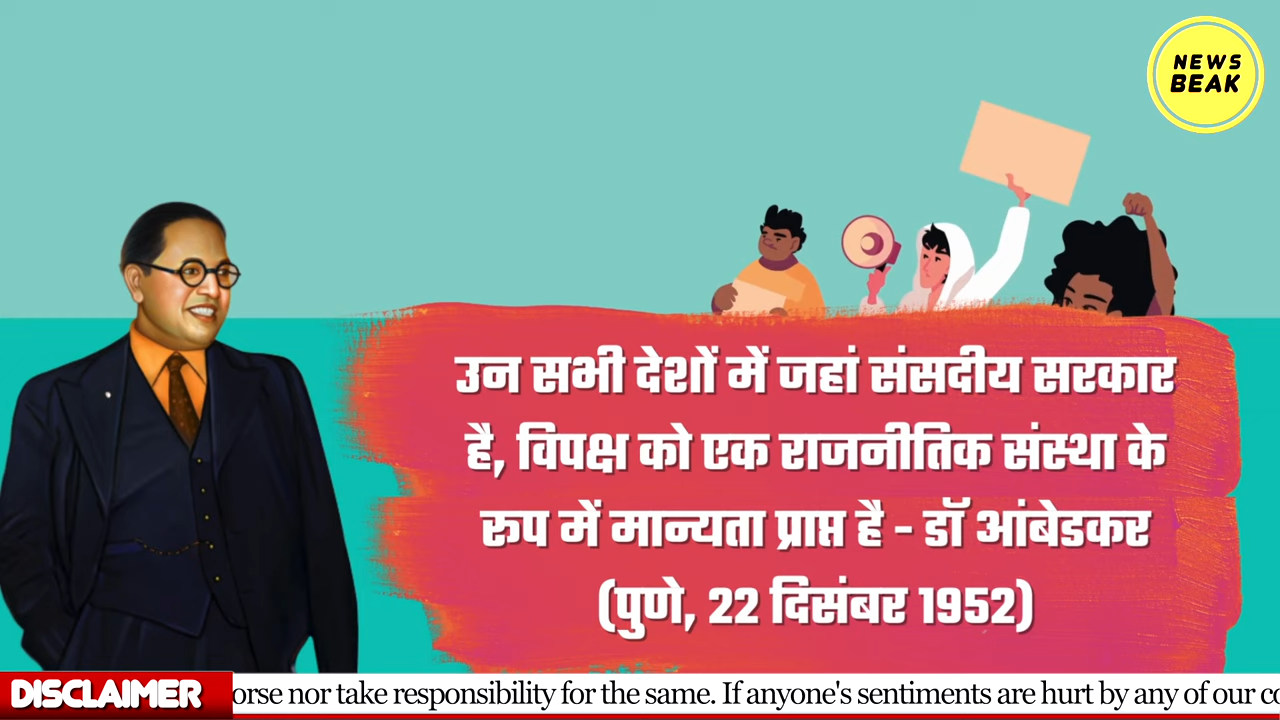 NEWS
BEAK
उन सभी देशों में जहां संसदीय सरकार
है, विपक्ष को एक राजनीतिक संस्था के
रूप में मान्यता प्राप्त है - डॉ आंबेडकर
(पुणे, 22 दिसंबर 1952)
DISCLAIMER
nor take responsibility for the same. If anyone's sentiments are hurt by any of our